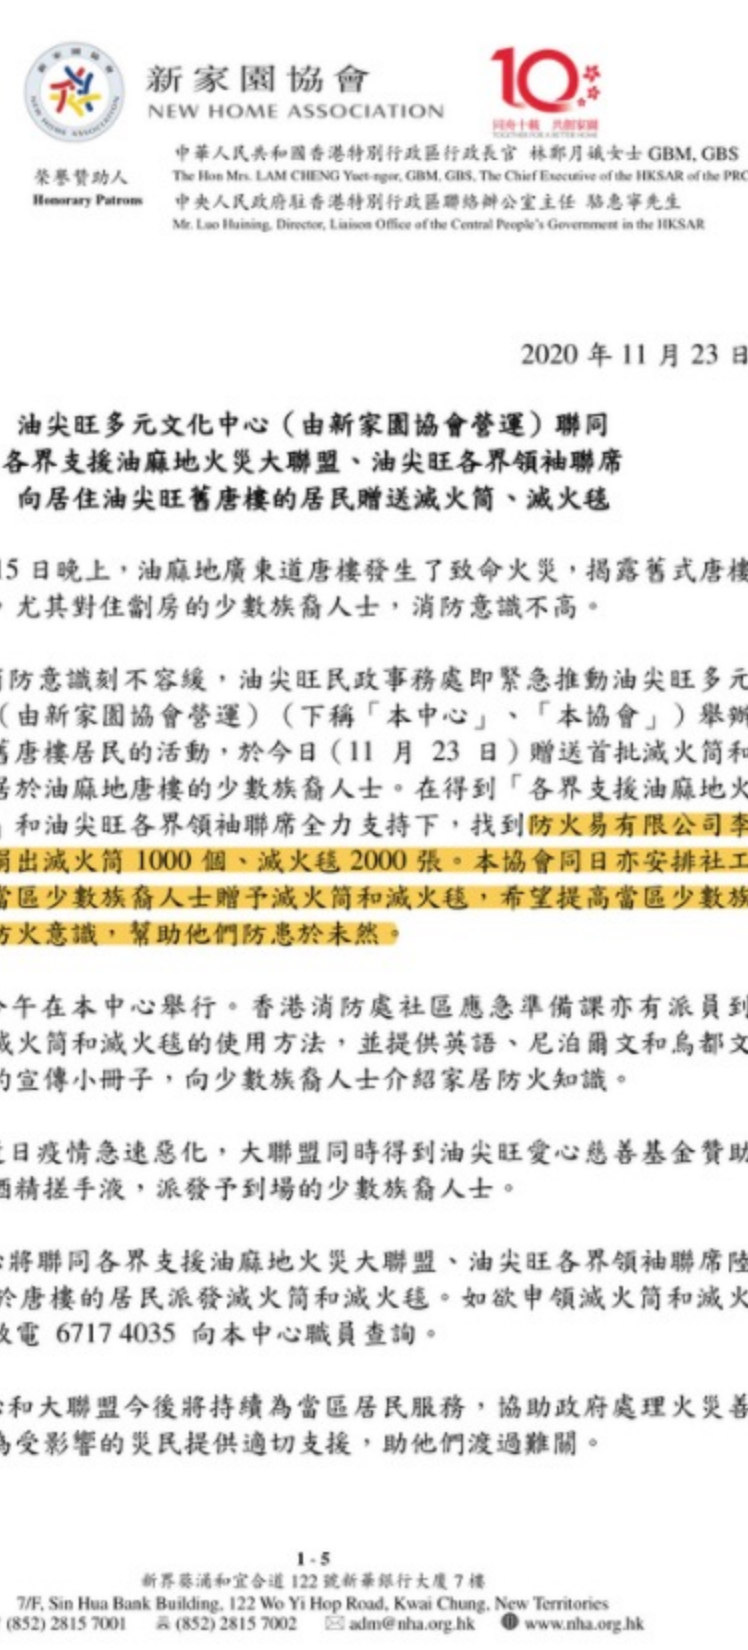 新家園協會
NEW HOME ASSOCIATION
10
同舟十載 共創家園
TOGETHER FOR A BETTER HOME
榮譽贊助人
Honorary Patrons
中華人民共和國香港特別行政區行政長官 林鄭月娥女士 GBM, GBS
The Hon Mrs. LAM CHENG Yuet-ngor, GBM, GBS, The Chief Executive of the HKSAR of the PRC
中央人民政府駐香港特別行政區聯絡辦公室主任 駱惠寧先生
Mr. Luo Huining, Director, Liaison Office of the Central People's Government in the HKSAR
2020 年 11 月 23 日
油尖旺多元文化中心（由新家園協會營運）聯同
各界支援油麻地火災大聯盟、油尖旺各界領袖聯席
向居住油尖旺舊唐樓的居民贈送滅火筒、滅火毯
15 日晚上，油麻地廣東道唐樓發生了致命火災，揭露舊式唐樓
，尤其對住劏房的少數族裔人士，消防意識不高。
消防意識刻不容緩，油尖旺民政事務處即緊急推動油尖旺多元
（由新家園協會營運）（下稱「本中心」、「本協會」）舉辦
舊唐樓居民的活動，於今日（11 月 23 日）贈送首批滅火筒和
居於油麻地唐樓的少數族裔人士。在得到「各界支援油麻地火
」和油尖旺各界領袖聯席全力支持下，找到防火易有限公司李
捐出滅火筒 1000 個、滅火毯 2000 張。本協會同日亦安排社工
當區少數族裔人士贈予滅火筒和滅火毯，希望提高當區少數族
防火意識，幫助他們防患於未然。
今午在本中心舉行。香港消防處社區應急準備課亦有派員到
滅火筒和滅火毯的使用方法，並提供英語、尼泊爾文和烏都文
的宣傳小冊子，向少數族裔人士介紹家居防火知識。
近日疫情急速惡化，大聯盟同時得到油尖旺愛心慈善基金贊助
酒精搓手液，派發予到場的少數族裔人士。
心將聯同各界支援油麻地火災大聯盟、油尖旺各界領袖聯席陸
於唐樓的居民派發滅火筒和滅火毯。如欲申領滅火筒和滅火
致電 6717 4035 向本中心職員查詢。
心和大聯盟今後將持續為當區居民服務，協助政府處理火災善
為受影響的災民提供適切支援，助他們渡過難關。
1 - 5
新界葵涌和宜合道 122 號新華銀行大廈 7 樓
7/F, Sin Hua Bank Building, 122 Wo Yi Hop Road, Kwai Chung, New Territories
(852) 2815 7001 (852) 2815 7002 adm@nha.org.hk www.nha.org.hk